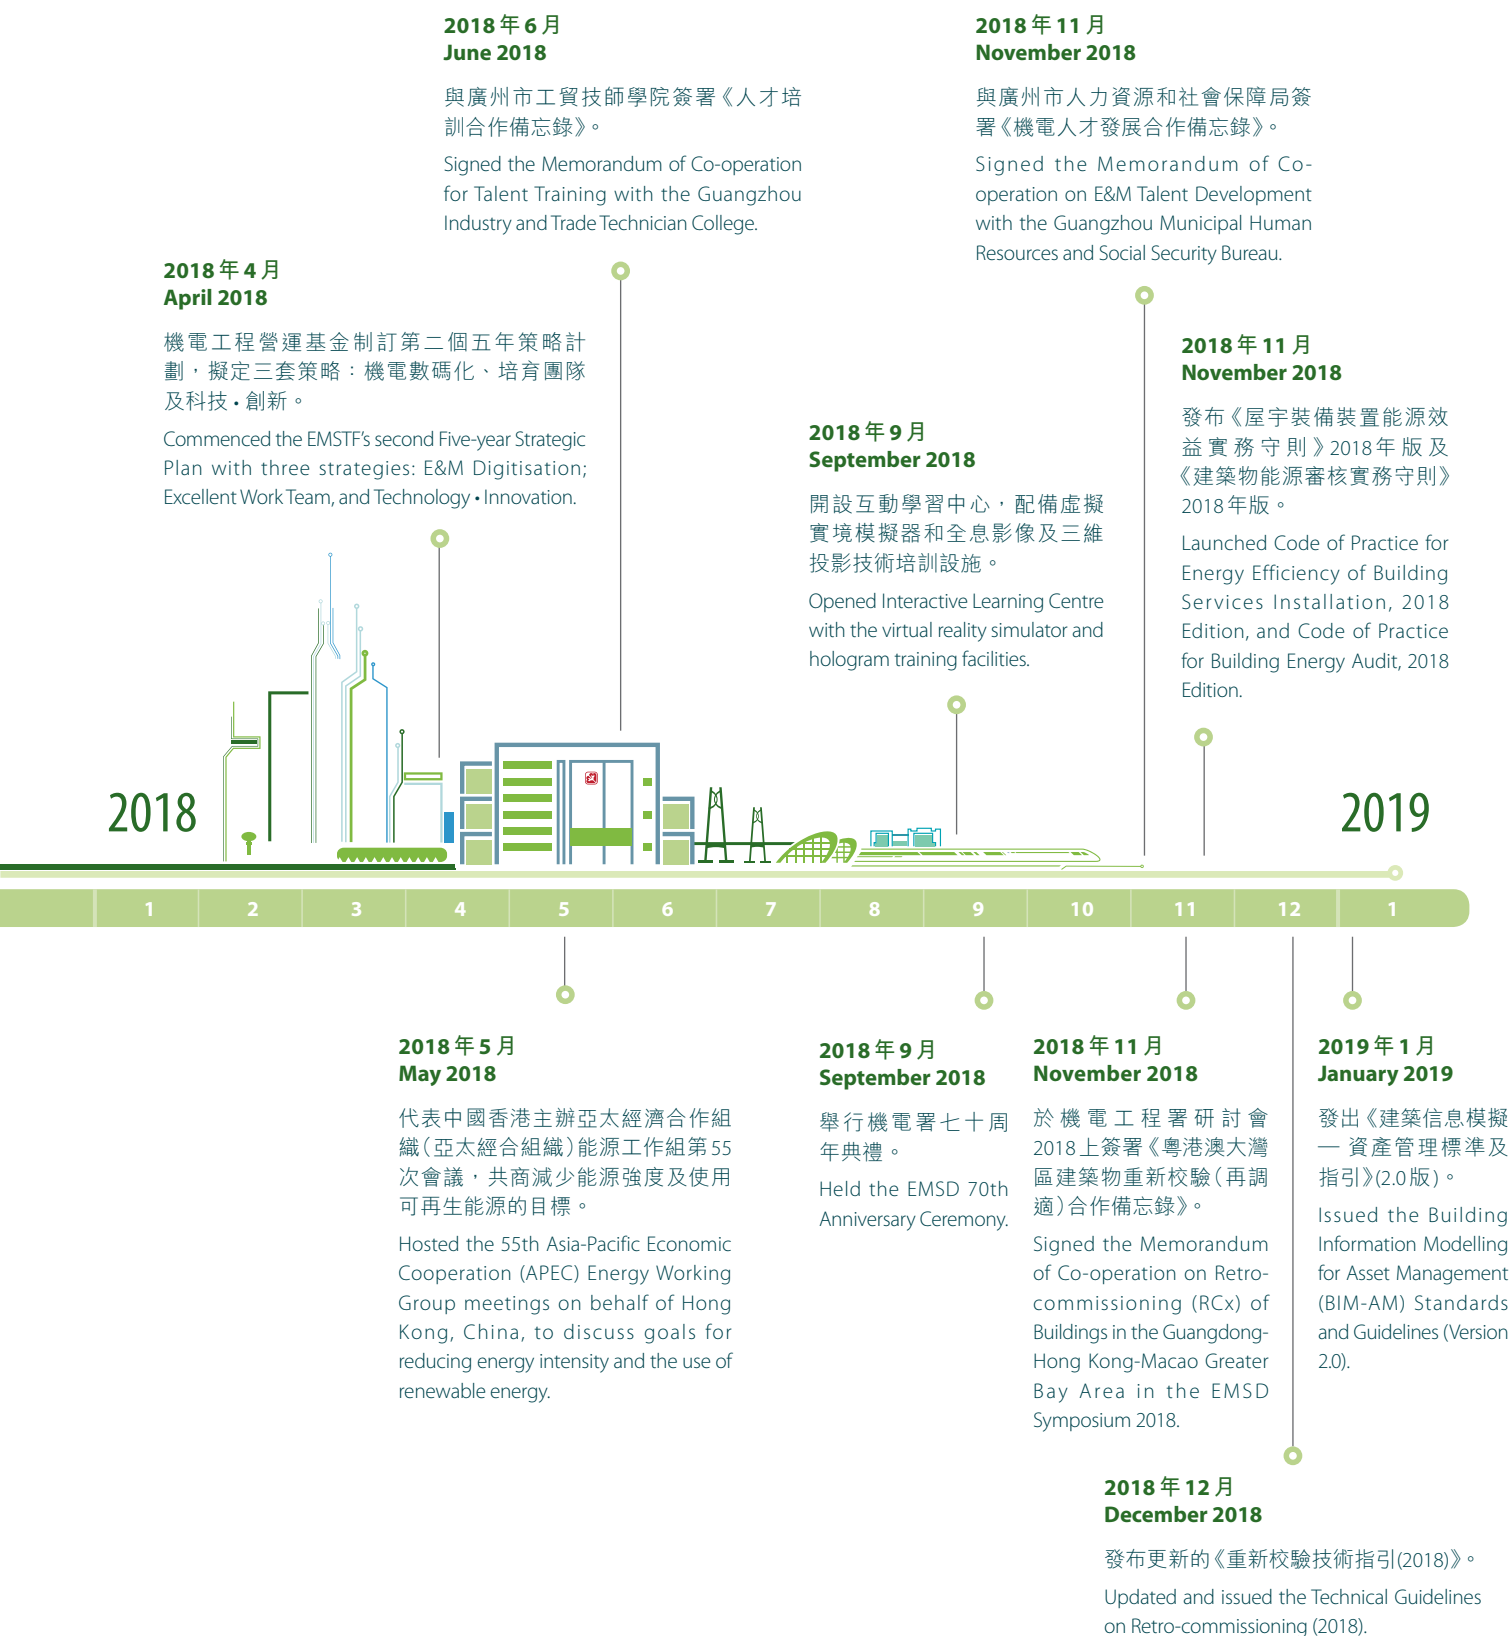 2018年6月
June 2018
與廣州市工貿技師學院簽署《人才培
訓合作備忘錄》。
Signed the Memorandum of Co-operation
for Talent Training with the Guangzhou
Industry and Trade Technician College.
2018年11月
November 2018
與廣州市人力資源和社會保障局簽
署《機電人才發展合作備忘錄》。
Signed the Memorandum of Co-
operation on E&M Talent Development
with the Guangzhou Municipal Human
Resources and Social Security Bureau.
2018年4月
April 2018
機電工程營運基金制訂第二個五年策略計
劃，擬定三套策略：機電數碼化、培育團隊
及科技•創新。
Commenced the EMSTF's second Five-year Strategic
Plan with three strategies: E&M Digitisation;
Excellent Work Team, and Technology • Innovation.
2018年9月
September 2018
開設互動學習中心，配備虛擬
實境模擬器和全息影像及三維
投影技術培訓設施。
Opened Interactive Learning Centre
with the virtual reality simulator and
hologram training facilities.
2018年11月
November 2018
發布《屋宇裝備裝置能源效
益實務守則》2018年版及
《建築物能源審核實務守則》
2018年版。
Launched Code of Practice for
Energy Efficiency of Building
Services Installation, 2018
Edition, and Code of Practice
for Building Energy Audit, 2018
Edition.
2018
2019
1 2 3 4 5 6 7 8 9 10 11 12 1
2018年5月
May 2018
代表中國香港主辦亞太經濟合作組
織（亞太經合組織）能源工作組第55
次會議，共商減少能源強度及使用
可再生能源的目標。
Hosted the 55th Asia-Pacific Economic
Cooperation (APEC) Energy Working
Group meetings on behalf of Hong
Kong, China, to discuss goals for
reducing energy intensity and the use of
renewable energy.
2018年9月
September 2018
舉行機電署七十周
年典禮。
Held the EMSD 70th
Anniversary Ceremony.
2018年11月
November 2018
於機電工程署研討會
2018上簽署《粵港澳大灣
區建築物重新校驗（再調
適）合作備忘錄》。
Signed the Memorandum
of Co-operation on Retro-
commissioning (RCx) of
Buildings in the Guangdong-
Hong Kong-Macao Greater
Bay Area in the EMSD
Symposium 2018.
2019年1月
January 2019
發出《建築信息模擬
— 資產管理標準及
指引》(2.0版)。
Issued the Building
Information Modelling
for Asset Management
(BIM-AM) Standards
and Guidelines (Version
2.0).
2018年12月
December 2018
發布更新的《重新校驗技術指引(2018)》。
Updated and issued the Technical Guidelines
on Retro-commissioning (2018).